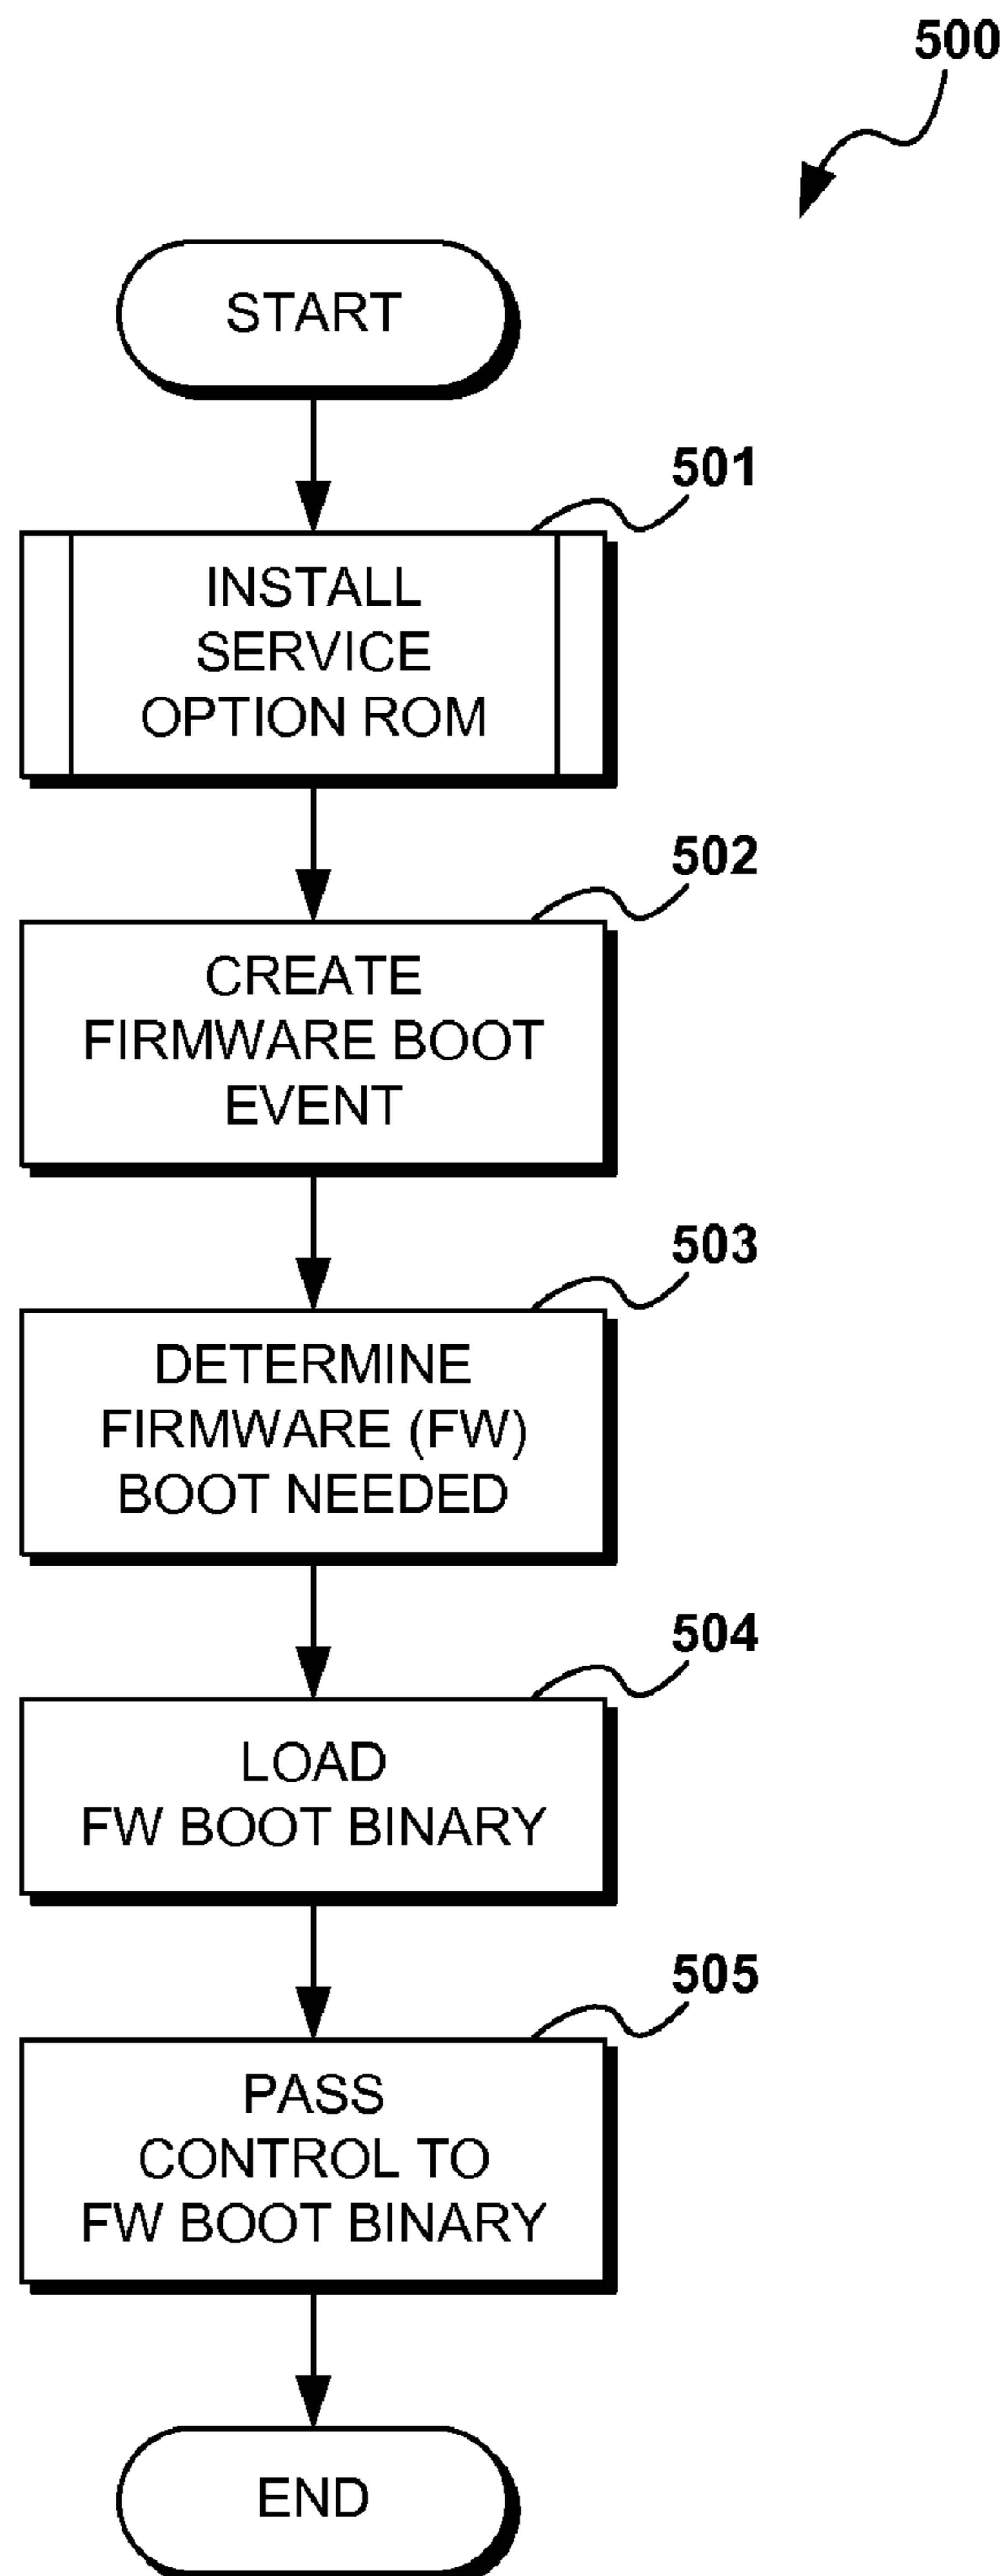 500
START
501
INSTALL
SERVICE
OPTION ROM
502
CREATE
FIRMWARE BOOT
EVENT
503
DETERMINE
FIRMWARE (FW)
BOOT NEEDED
504
LOAD
FW BOOT BINARY
505
PASS
CONTROL TO
FW BOOT BINARY
END